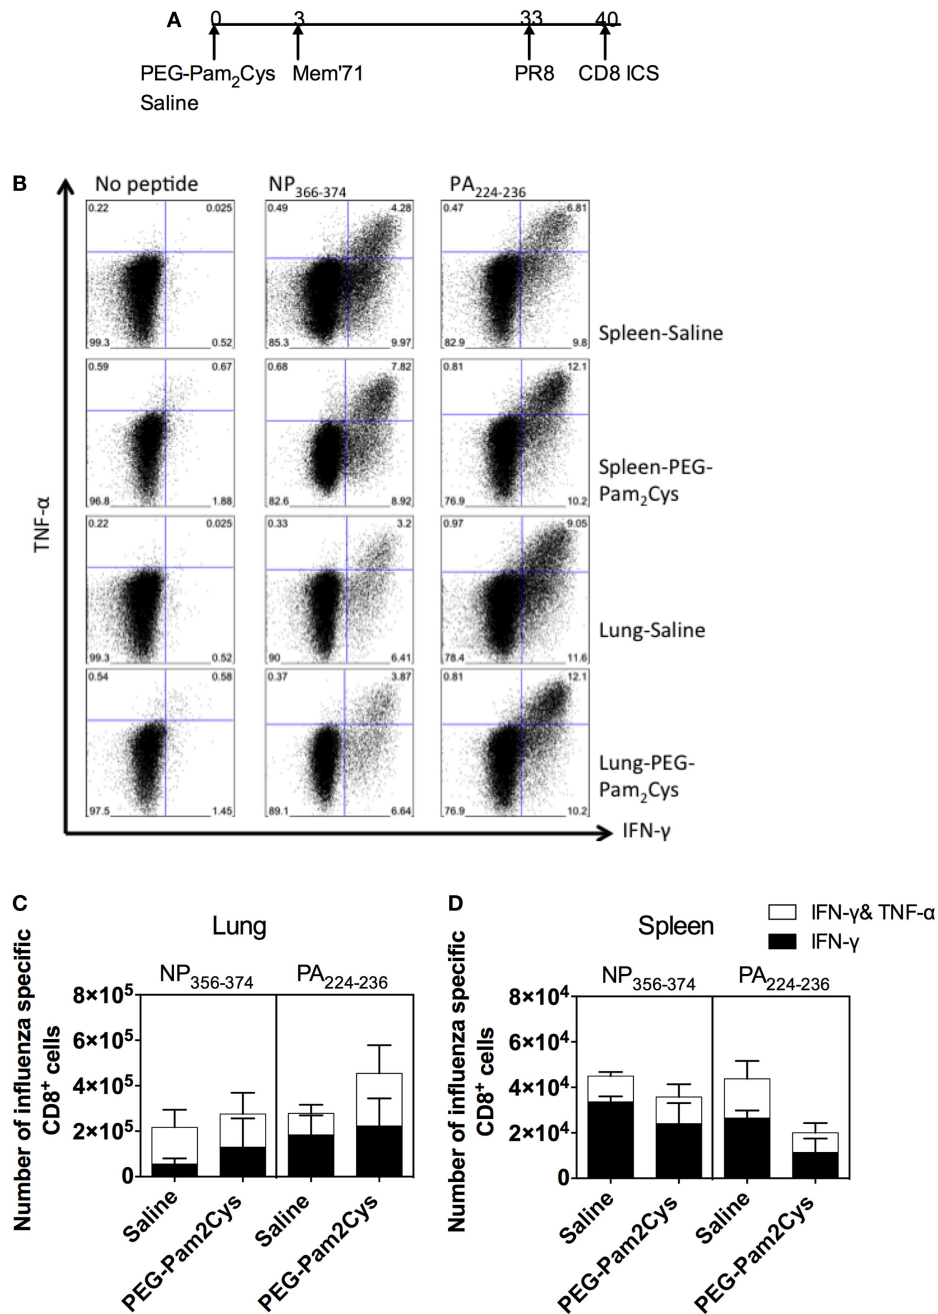 A
0 3 33 40
PEG-Pam2Cys Mem'71 PR8 CD8 ICS
Saline
B
No peptide NP366-374 PA224-236
0.22 0.025 0.49 4.28 0.47 6.81
99.3 0.52 85.3 9.97 82.9 9.8
Spleen-Saline
0.59 0.67 0.68 7.82 0.81 12.1
96.8 1.88 82.6 8.92 76.9 10.2
Spleen-PEG-
Pam2Cys
0.22 0.025 0.33 3.2 0.97 9.05
99.3 0.52 90 6.41 78.4 11.6
Lung-Saline
0.54 0.58 0.37 3.87 0.81 12.1
97.5 1.45 89.1 6.64 76.9 10.2
Lung-PEG-
Pam2Cys
TNF-α
IFN-γ
C
Lung
NP356-374 PA224-236
Number of influenza specific
CD8+ cells
8×10^5
6×10^5
4×10^5
2×10^5
0
Saline
PEG-Pam2Cys
Saline
PEG-Pam2Cys
D
IFN-γ& TNF-α
IFN-γ
Spleen
NP356-374 PA224-236
Number of influenza specific
CD8+ cells
8×10^4
6×10^4
4×10^4
2×10^4
0
Saline
PEG-Pam2Cys
Saline
PEG-Pam2Cys